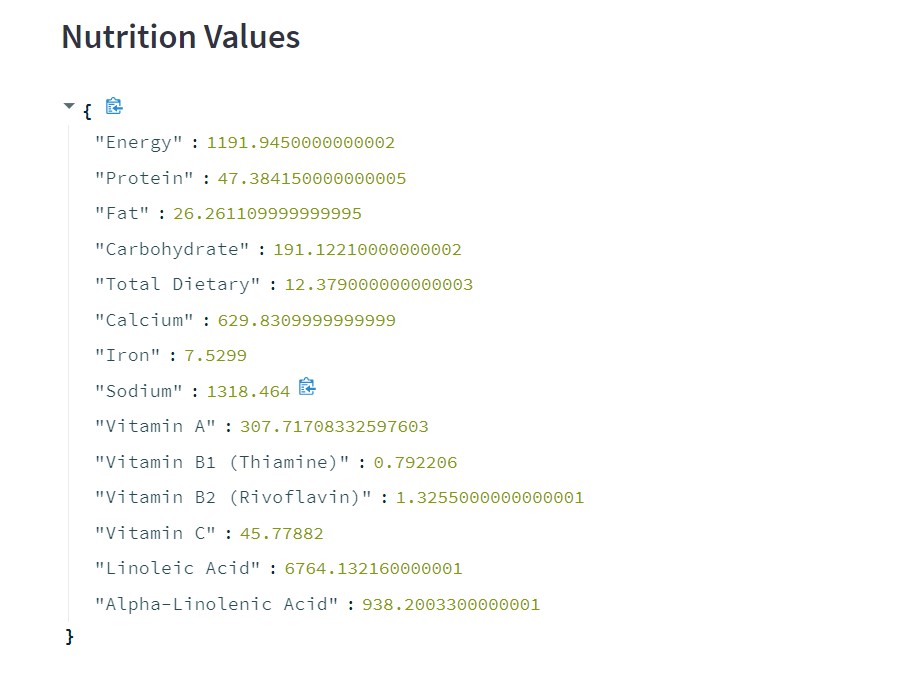 Nutrition Values
{
"Energy" : 1191.9450000000002
"Protein" : 47.384150000000005
"Fat" : 26.261109999999995
"Carbohydrate" : 191.12210000000002
"Total Dietary" : 12.379000000000003
"Calcium" : 629.8309999999999
"Iron" : 7.5299
"Sodium" : 1318.464
"Vitamin A" : 307.71708332597603
"Vitamin B1 (Thiamine)" : 0.792206
"Vitamin B2 (Rivoflavin)" : 1.3255000000000001
"Vitamin C" : 45.77882
"Linoleic Acid" : 6764.132160000001
"Alpha-Linolenic Acid" : 938.2003300000001
}